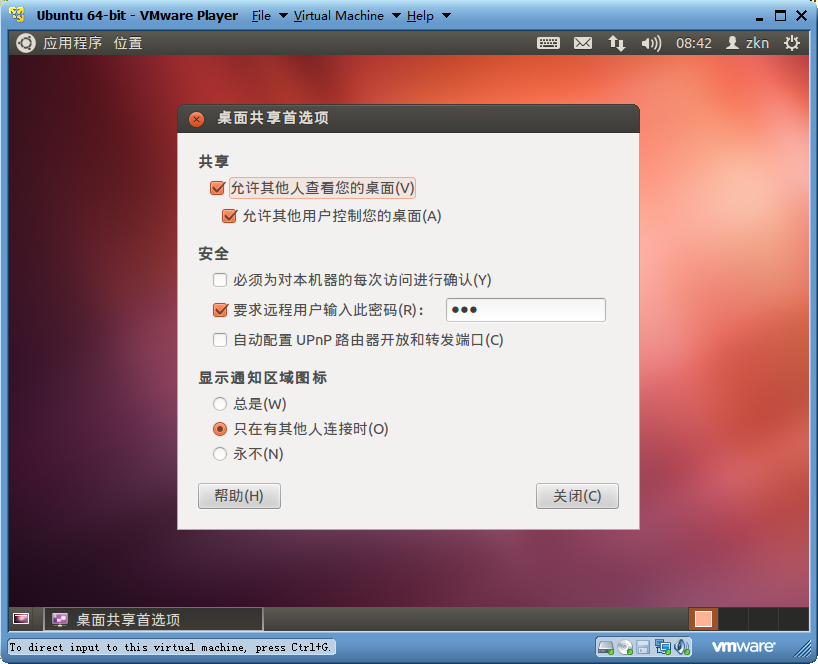 Ubuntu 64-bit - VMware Player File Virtual Machine Help
应用程序 位置 08:42 zkn
桌面共享首选项
共享
允许其他人查看您的桌面(V)
允许其他用户控制您的桌面(A)
安全
必须为对本机器的每次访问进行确认(Y)
要求远程用户输入此密码(R)： ●●●
自动配置 UPnP 路由器开放和转发端口(C)
显示通知区域图标
总是(W)
只在有其他人连接时(O)
永不(N)
帮助(H) 关闭(C)
桌面共享首选项
To direct input to this virtual machine, press Ctrl+G. vmware